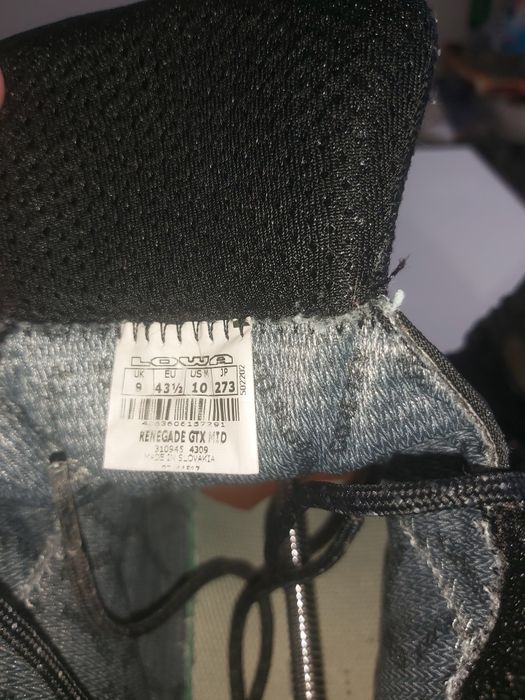 LOWA
UK EU US M JP
9 43½ 10 273
502202
RENEGADE GTX MID
310945 4309
MADE IN SLOVAKIA